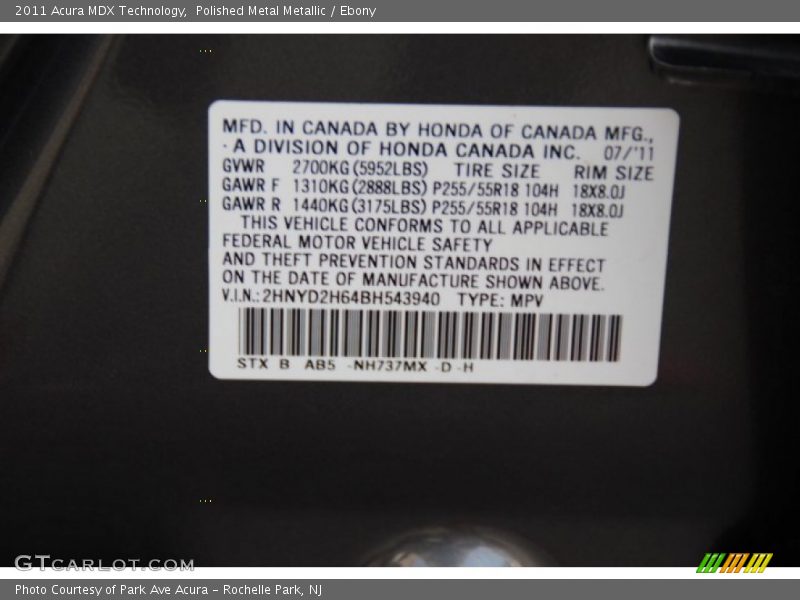 2011 Acura MDX Technology,  Polished Metal Metallic / Ebony
MFD. IN CANADA BY HONDA OF CANADA MFG.,
A DIVISION OF HONDA CANADA INC. 07/'11
GVWR 2700KG(5952LBS) TIRE SIZE RIM SIZE
GAWR F 1310KG(2888LBS) P255/55R18 104H 18X8.0J
GAWR R 1440KG(3175LBS) P255/55R18 104H 18X8.0J
THIS VEHICLE CONFORMS TO ALL APPLICABLE
FEDERAL MOTOR VEHICLE SAFETY
AND THEFT PREVENTION STANDARDS IN EFFECT
ON THE DATE OF MANUFACTURE SHOWN ABOVE.
V.I.N.:2HNYD2H64BH543940 TYPE: MPV
STX B AB5 -NH737MX -D -H
GTCARLOT.COM
Photo Courtesy of Park Ave Acura - Rochelle Park, NJ